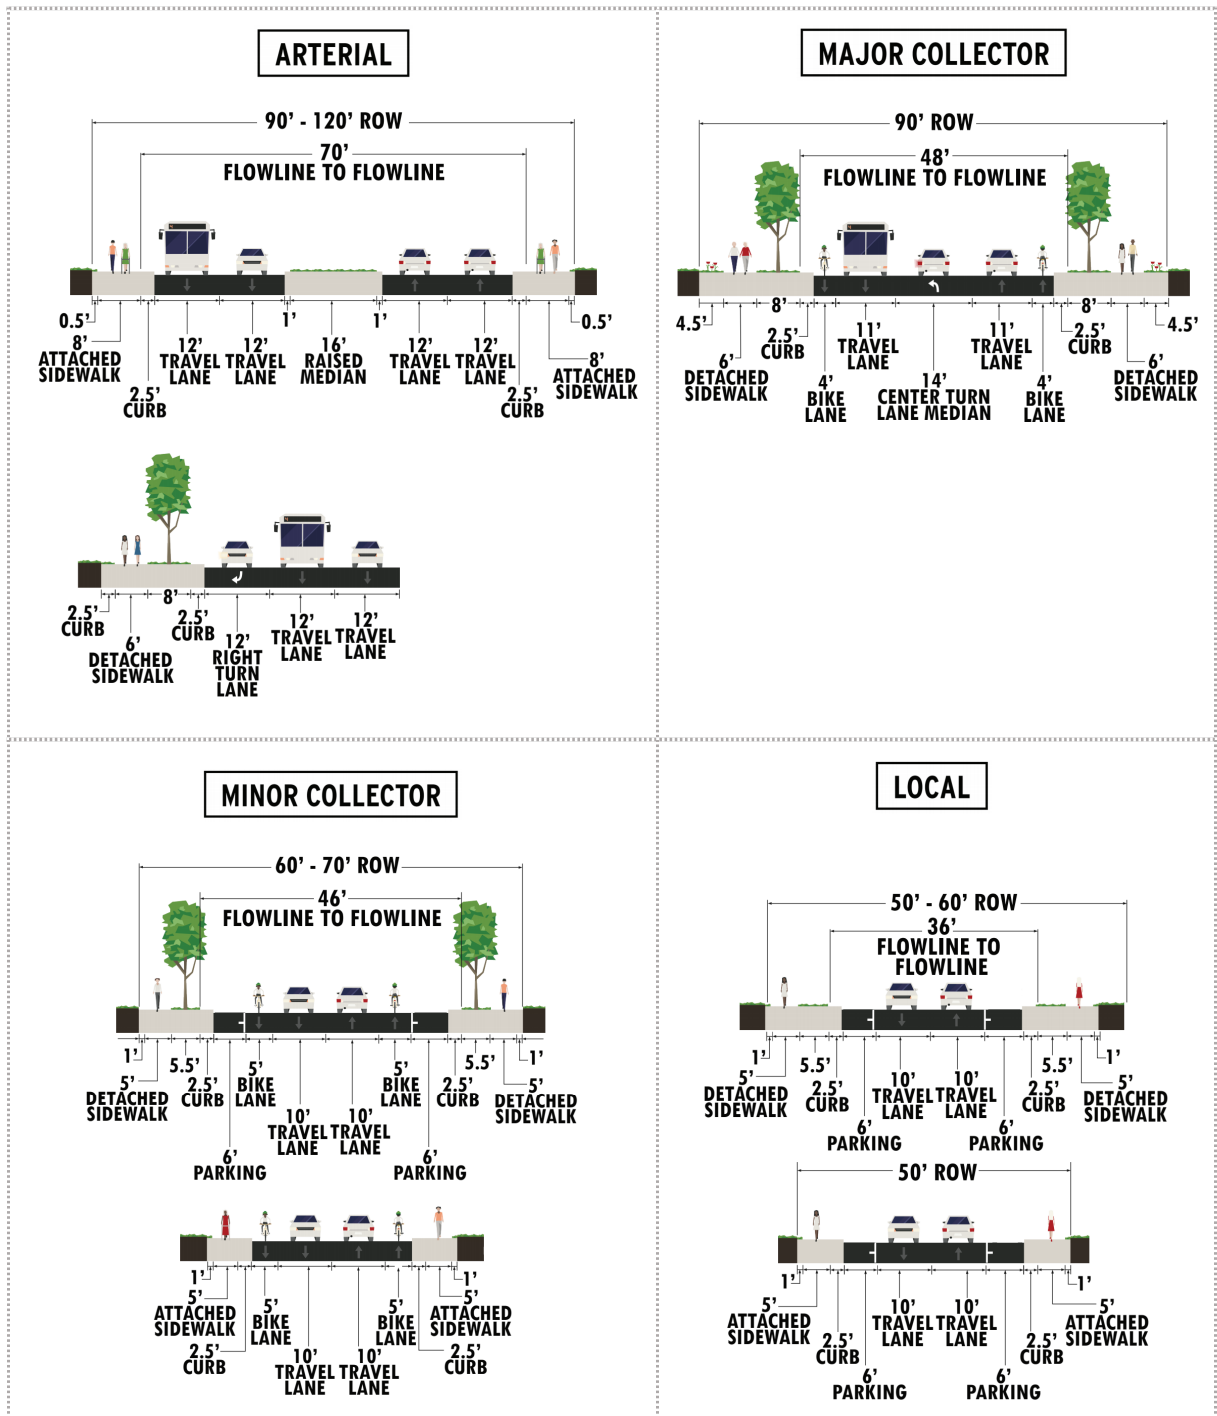 ARTERIAL
90' - 120' ROW
70'
FLOWLINE TO FLOWLINE
0.5'
8'
ATTACHED
SIDEWALK
2.5'
CURB
12'
TRAVEL
LANE
12'
TRAVEL
LANE
1'
16'
RAISED
MEDIAN
1'
12'
TRAVEL
LANE
12'
TRAVEL
LANE
2.5'
CURB
8'
ATTACHED
SIDEWALK
0.5'
2.5'
CURB
6'
DETACHED
SIDEWALK
8'
2.5'
CURB
12'
RIGHT
TURN
LANE
12'
TRAVEL
LANE
12'
TRAVEL
LANE
MAJOR COLLECTOR
90' ROW
48'
FLOWLINE TO FLOWLINE
4.5'
6'
DETACHED
SIDEWALK
8'
2.5'
CURB
4'
BIKE
LANE
11'
TRAVEL
LANE
14'
CENTER TURN
LANE MEDIAN
11'
TRAVEL
LANE
4'
BIKE
LANE
2.5'
CURB
8'
6'
DETACHED
SIDEWALK
4.5'
MINOR COLLECTOR
60' - 70' ROW
46'
FLOWLINE TO FLOWLINE
1'
5'
DETACHED
SIDEWALK
5.5'
2.5'
CURB
6'
PARKING
5'
BIKE
LANE
10'
TRAVEL
LANE
10'
TRAVEL
LANE
5'
BIKE
LANE
6'
PARKING
2.5'
CURB
5.5'
5'
DETACHED
SIDEWALK
1'
1'
5'
ATTACHED
SIDEWALK
2.5'
CURB
5'
BIKE
LANE
10'
TRAVEL
LANE
10'
TRAVEL
LANE
5'
BIKE
LANE
2.5'
CURB
5'
ATTACHED
SIDEWALK
1'
LOCAL
50' - 60' ROW
36'
FLOWLINE TO
FLOWLINE
1'
5'
DETACHED
SIDEWALK
5.5'
2.5'
CURB
6'
PARKING
10'
TRAVEL
LANE
10'
TRAVEL
LANE
6'
PARKING
2.5'
CURB
5.5'
5'
DETACHED
SIDEWALK
1'
50' ROW
1'
5'
ATTACHED
SIDEWALK
2.5'
CURB
6'
PARKING
10'
TRAVEL
LANE
10'
TRAVEL
LANE
6'
PARKING
2.5'
CURB
5'
ATTACHED
SIDEWALK
1'